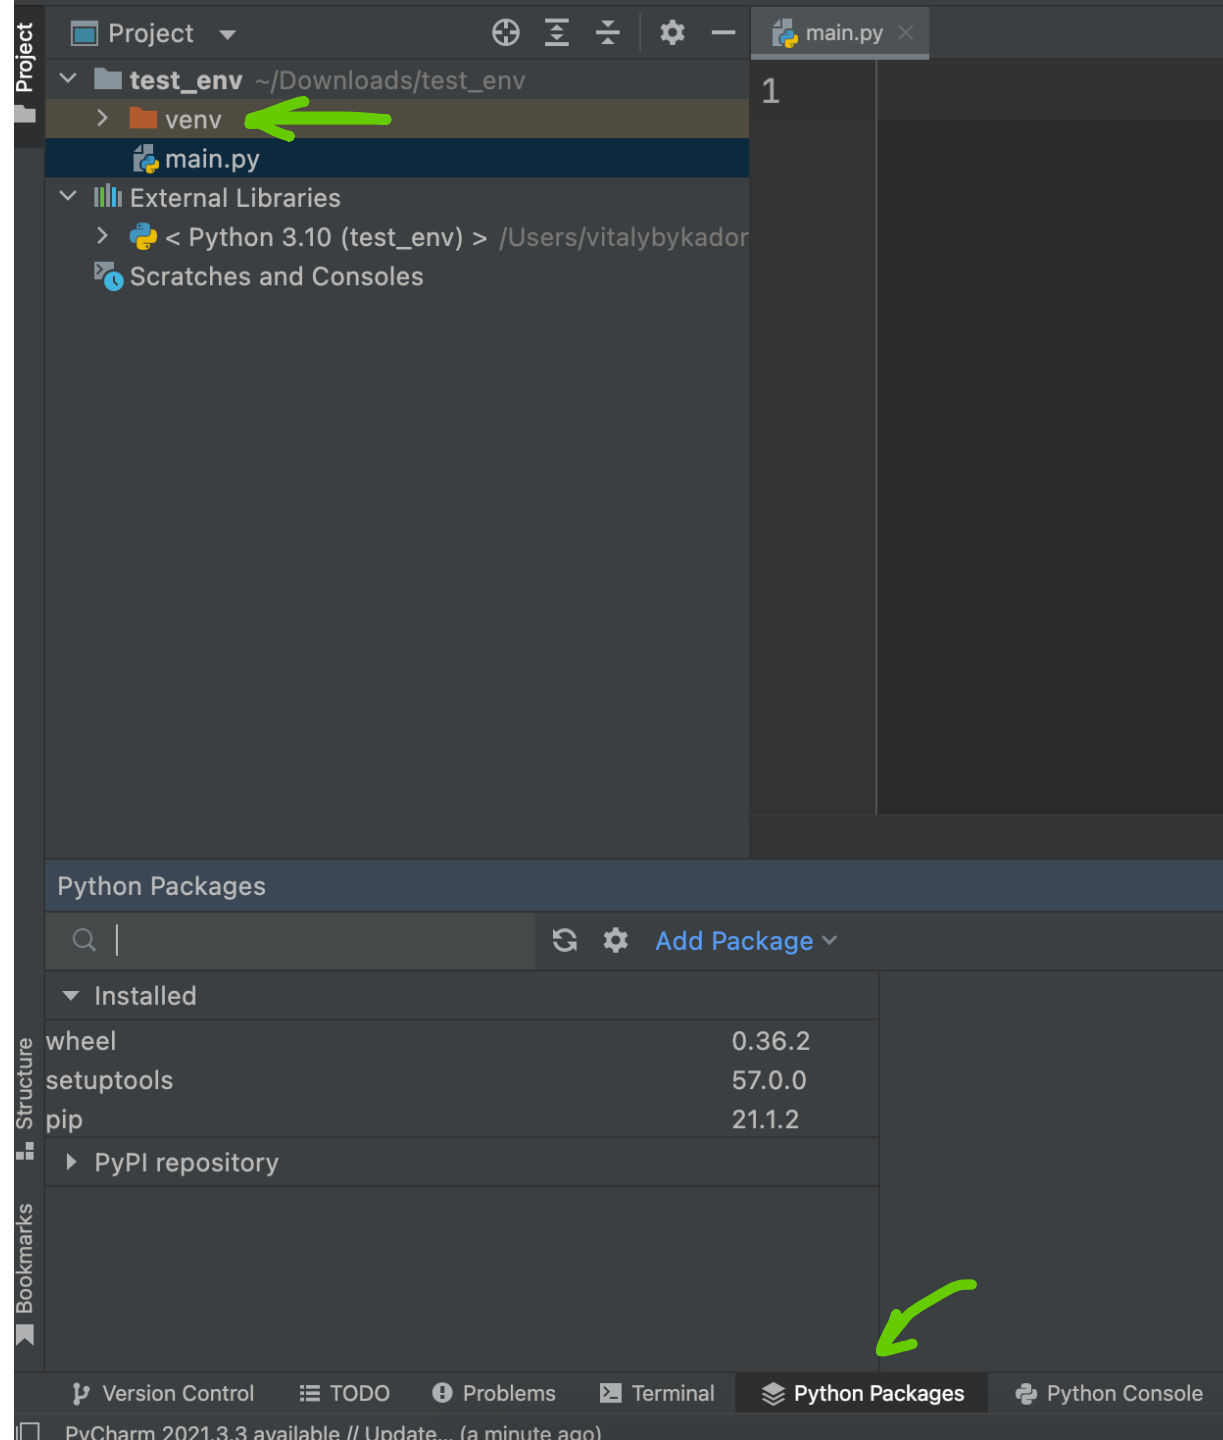 Project
Project
main.py
test_env ~/Downloads/test_env
1
venv
main.py
External Libraries
< Python 3.10 (test_env) > /Users/vitalybykador
Scratches and Consoles
Python Packages
Add Package
Installed
wheel 0.36.2
setuptools 57.0.0
pip 21.1.2
PyPI repository
Structure
Bookmarks
Version Control TODO Problems Terminal Python Packages Python Console
PyCharm 2021.3.3 available // Update... (a minute ago)